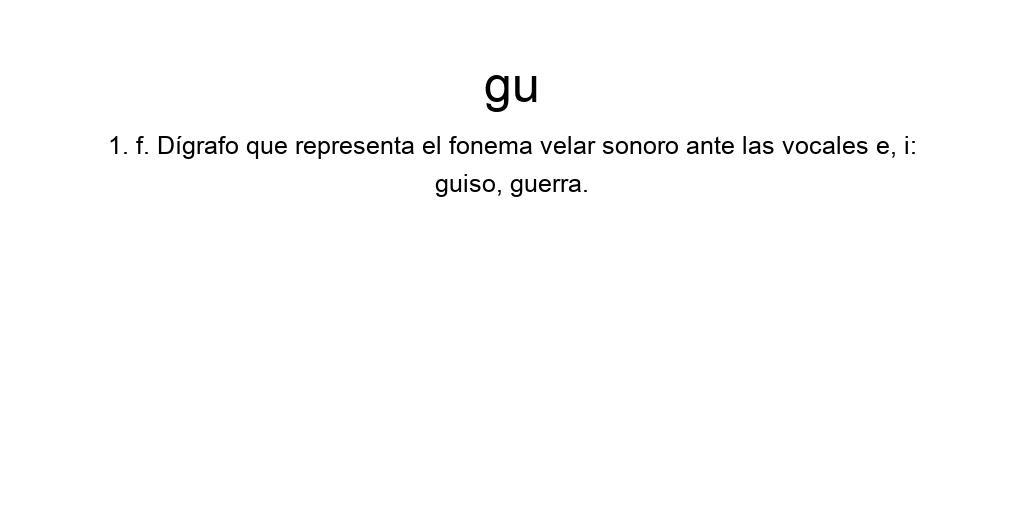 gu
1. f. Dígrafo que representa el fonema velar sonoro ante las vocales e, i:
guiso, guerra.